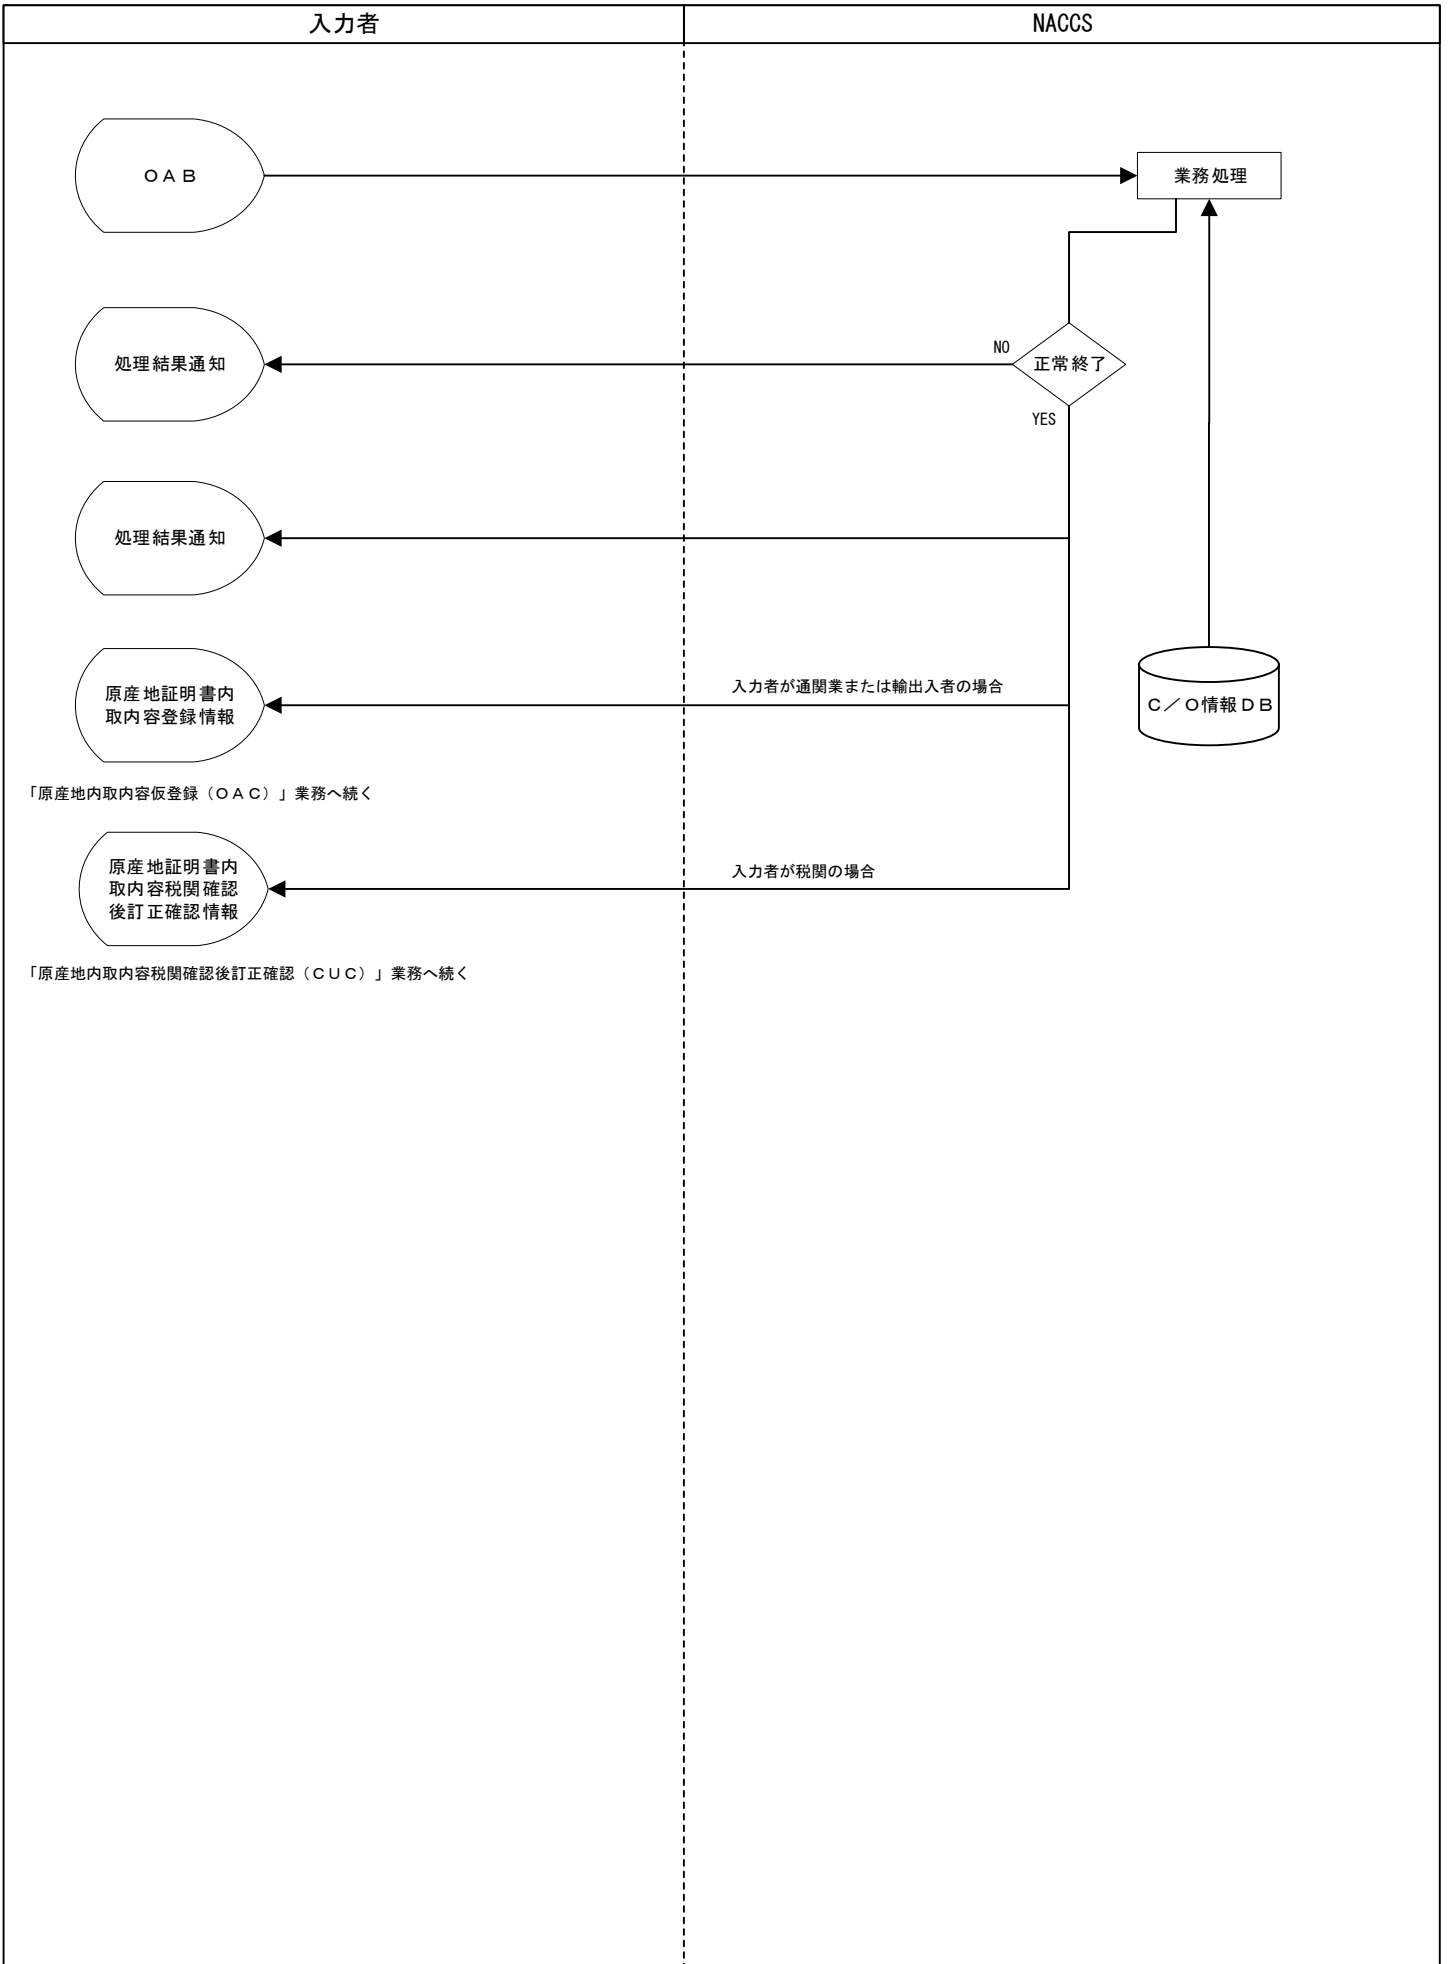 入力者
NACCS
ＯＡＢ
業務処理
処理結果通知
NO
正常終了
YES
処理結果通知
原産地証明書内
取内容登録情報
入力者が通関業または輸出入者の場合
Ｃ／Ｏ情報ＤＢ
「原産地内取内容仮登録（ＯＡＣ）」業務へ続く
原産地証明書内
取内容税関確認
後訂正確認情報
入力者が税関の場合
「原産地内取内容税関確認後訂正確認（ＣＵＣ）」業務へ続く